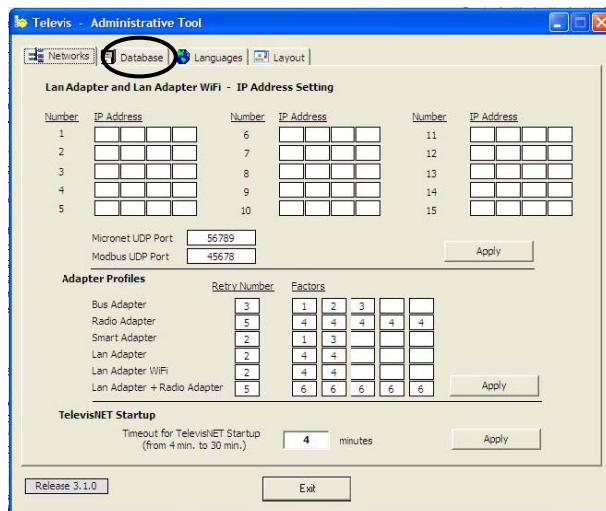 Televis - Administrative Tool
Networks Database Languages Layout
Lan Adapter and Lan Adapter WiFi - IP Address Setting
Number IP Address Number IP Address Number IP Address
1 6 11
2 7 12
3 8 13
4 9 14
5 10 15
Micronet UDP Port 56789
Modbus UDP Port 45678
Apply
Adapter Profiles
Retry Number Factors
Bus Adapter 3 1 2 3
Radio Adapter 5 4 4 4 4 4
Smart Adapter 2 1 3
Lan Adapter 2 4 4
Lan Adapter WiFi 2 4 4
Lan Adapter + Radio Adapter 5 6 6 6 6 6
Apply
TelevisNET Startup
Timeout for TelevisNET Startup
(from 4 min. to 30 min.)
4 minutes
Apply
Release 3.1.0
Exit